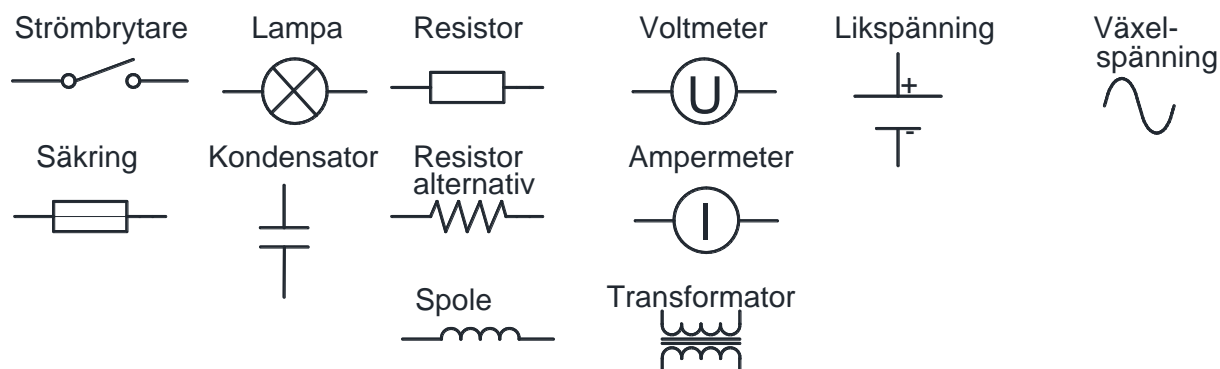 Strömbrytare
Lampa
Resistor
Voltmeter
Likspänning
Växel-
spänning
U
+
-
Säkring
Kondensator
Resistor
alternativ
Ampermeter
I
Spole
Transformator